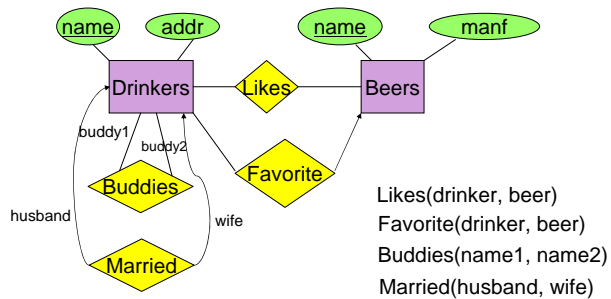 name addr name manf
Drinkers Likes Beers
buddy1
buddy2
Buddies Favorite
husband wife
Married
Likes(drinker, beer)
Favorite(drinker, beer)
Buddies(name1, name2)
Married(husband, wife)